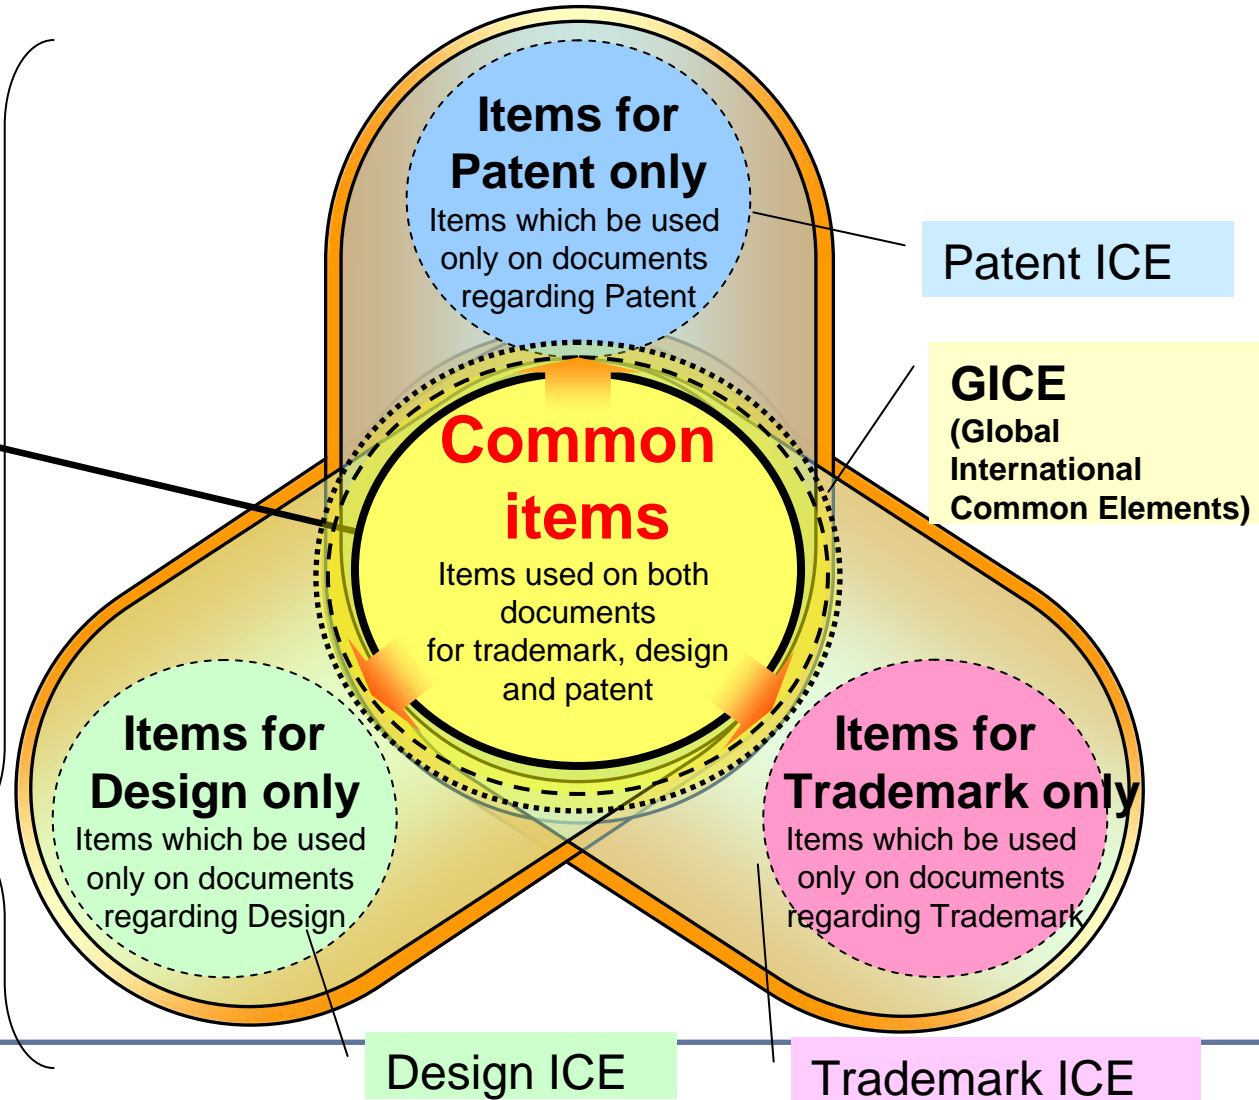 Items for
Patent only
Items which be used
only on documents
regarding Patent
Patent ICE
GICE
(Global
International
Common Elements)
Common
items
Items used on both
documents
for trademark, design
and patent
Items for
Design only
Items which be used
only on documents
regarding Design
Items for
Trademark only
Items which be used
only on documents
regarding Trademark
Design ICE
Trademark ICE